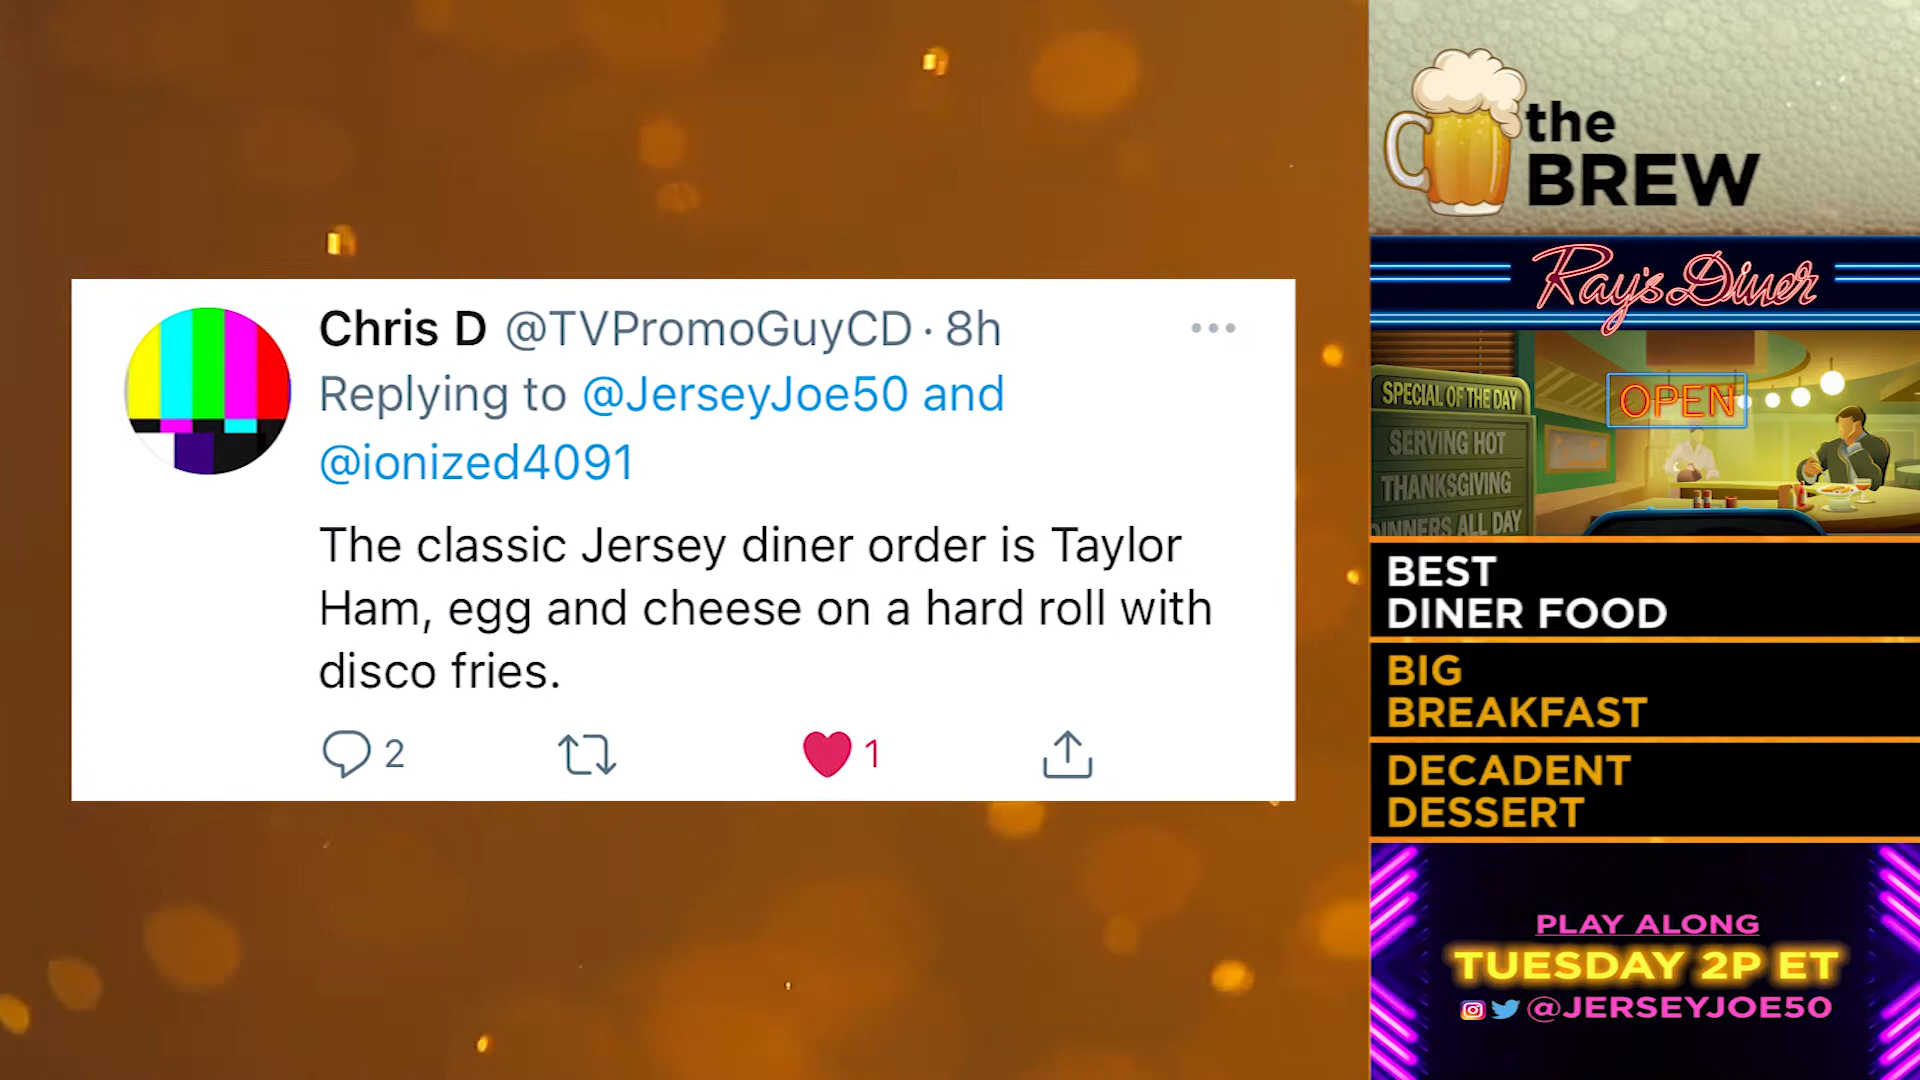 Chris D @TVPromoGuyCD · 8h
Replying to @JerseyJoe50 and
@ionized4091
The classic Jersey diner order is Taylor
Ham, egg and cheese on a hard roll with
disco fries.
2
1
the
BREW
Ray's Diner
SPECIAL OF THE DAY
SERVING HOT
THANKSGIVING
DINNERS ALL DAY
OPEN
BEST
DINER FOOD
BIG
BREAKFAST
DECADENT
DESSERT
PLAY ALONG
TUESDAY 2P ET
@JERSEYJOE50